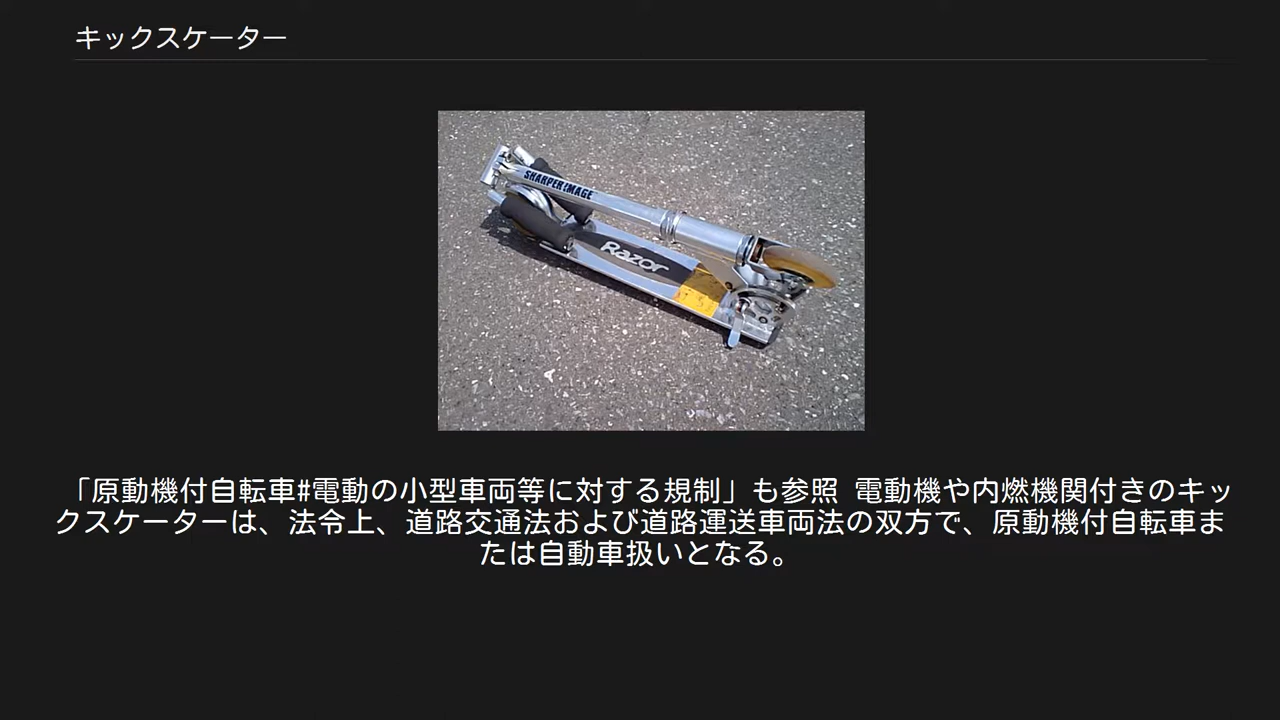 キックスケーター
SHARPER IMAGE
Razor
「原動機付自転車#電動の小型車両等に対する規制」も参照 電動機や内燃機関付きのキッ
クスケーターは、法令上、道路交通法および道路運送車両法の双方で、原動機付自転車ま
たは自動車扱いとなる。